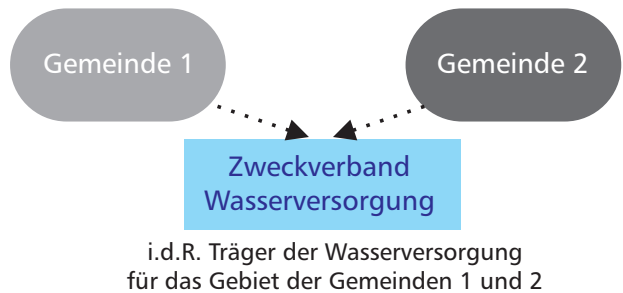 Gemeinde 1
Gemeinde 2
Zweckverband
Wasserversorgung
i.d.R. Träger der Wasserversorgung
für das Gebiet der Gemeinden 1 und 2